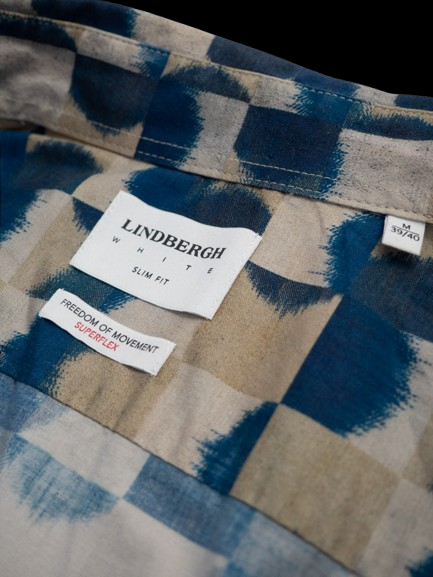 LINDBERGH
WHITE
SLIM FIT
FREEDOM OF MOVEMENT
SUPERFLEX
M
39/40